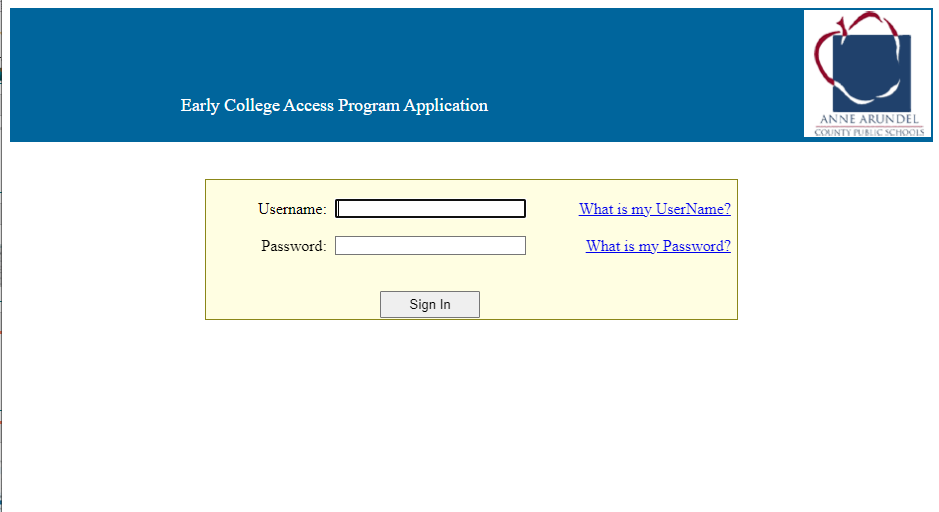 Early College Access Program Application
ANNE ARUNDEL
COUNTY PUBLIC SCHOOLS
Username: What is my UserName?
Password: What is my Password?
Sign In